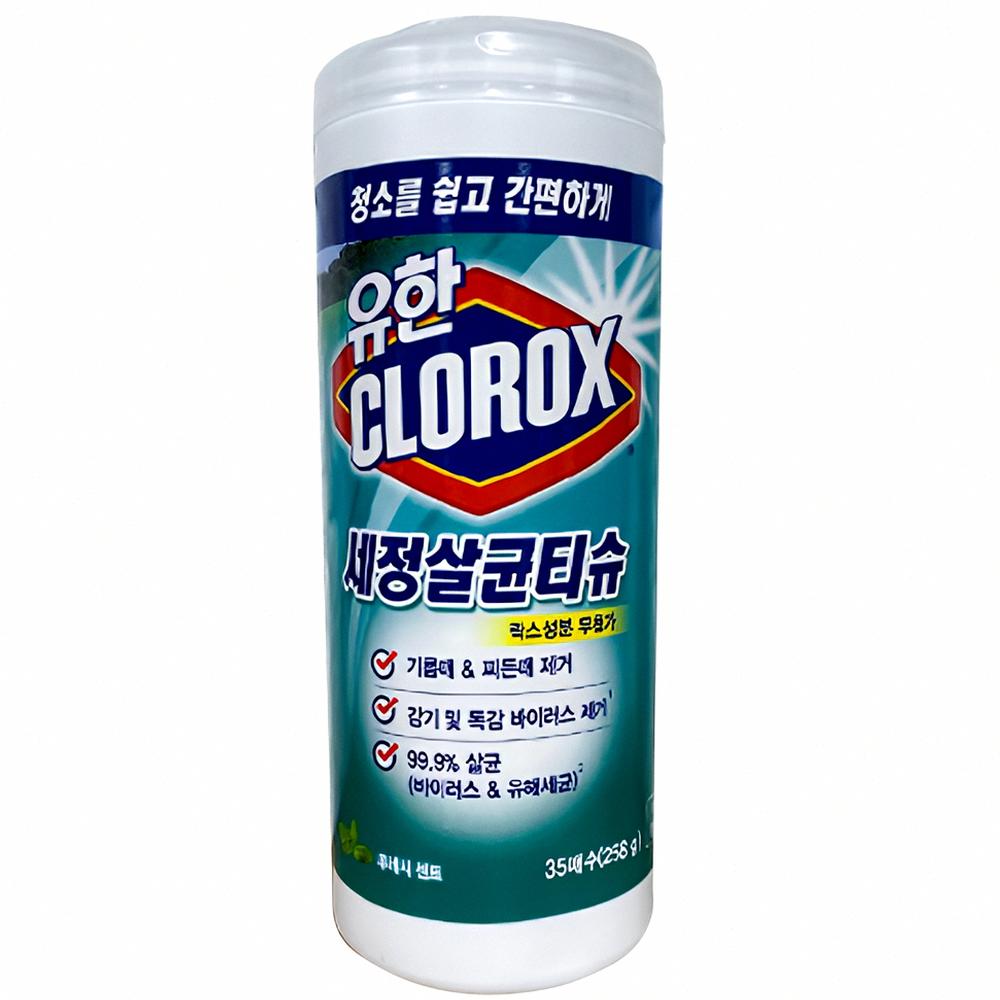 청소를 쉽고 간편하게
유한
CLOROX
세정살균티슈
락스성분 무첨가
기름때 & 찌든때 제거
감기 및 독감 바이러스 제거¹
99.9% 살균
(바이러스 & 유해세균)²
35매수(258 g)